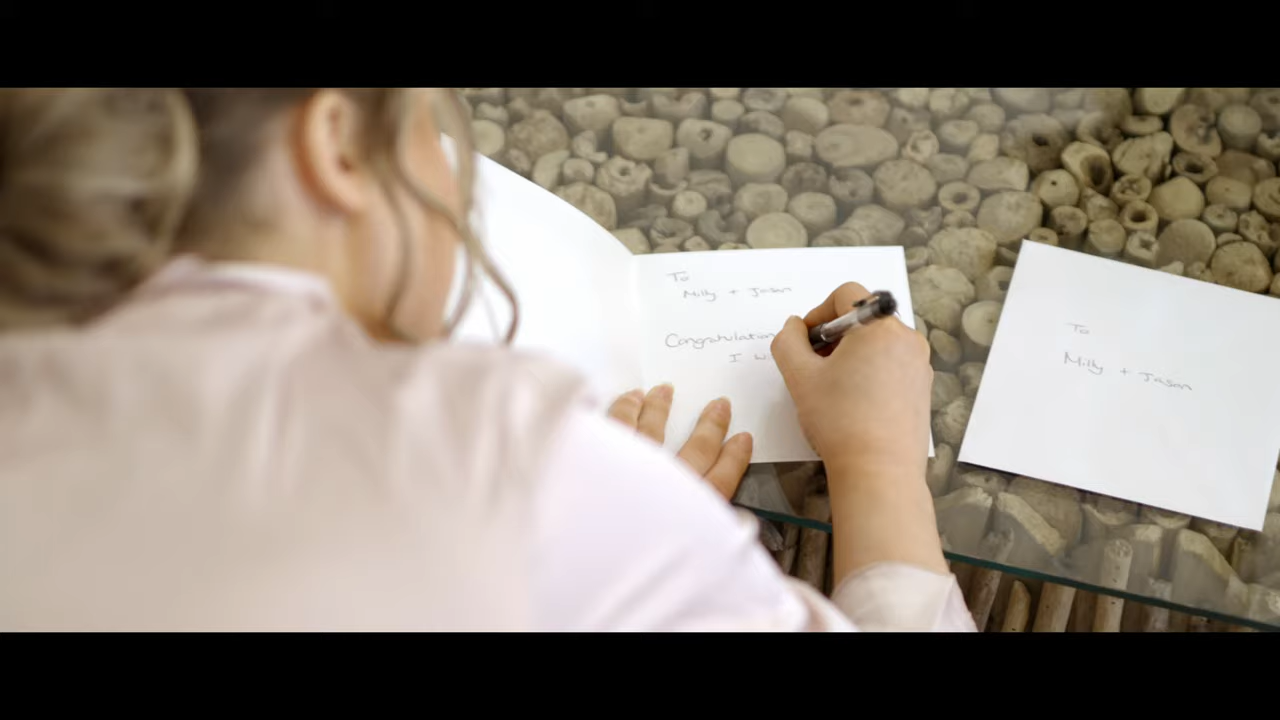 To
Milly + Jason
Congratulation
I w
To
Milly + Jason